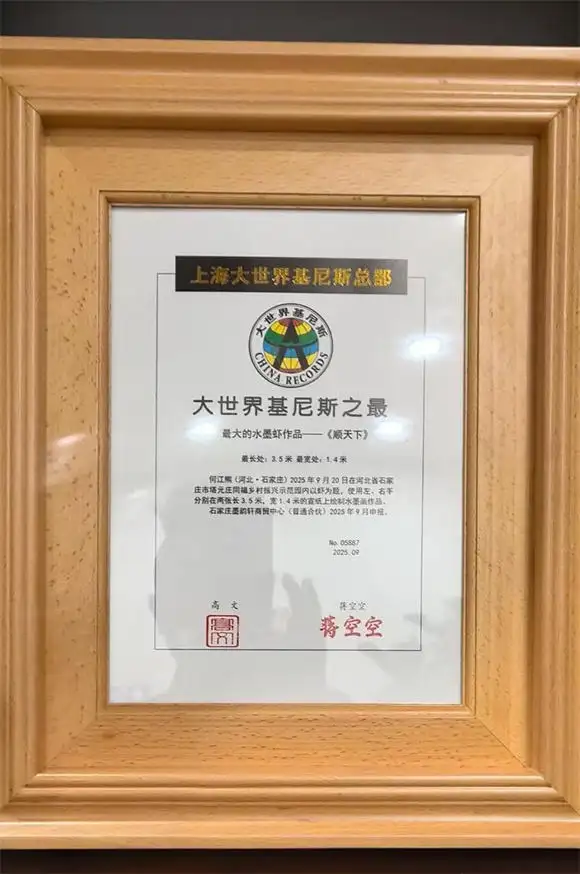 上海大世界基尼斯总部
大世界基尼斯
CHINA RECORDS
大世界基尼斯之最
最大的水墨虾作品——《顺天下》
最长处：3.5米 最宽处：1.4米
何江熊（河北·石家庄）2025年9月20日在河北省石家
庄市塔元庄同福乡村振兴示范园内以虾为题，使用左、右手
分别在两张长3.5米，宽1.4米的宣纸上绘制水墨画作品。
石家庄墨韵轩商贸中心（普通合伙）2025年9月申报。
No.05887
2025.09
高 文
蒋空空
蒋空空